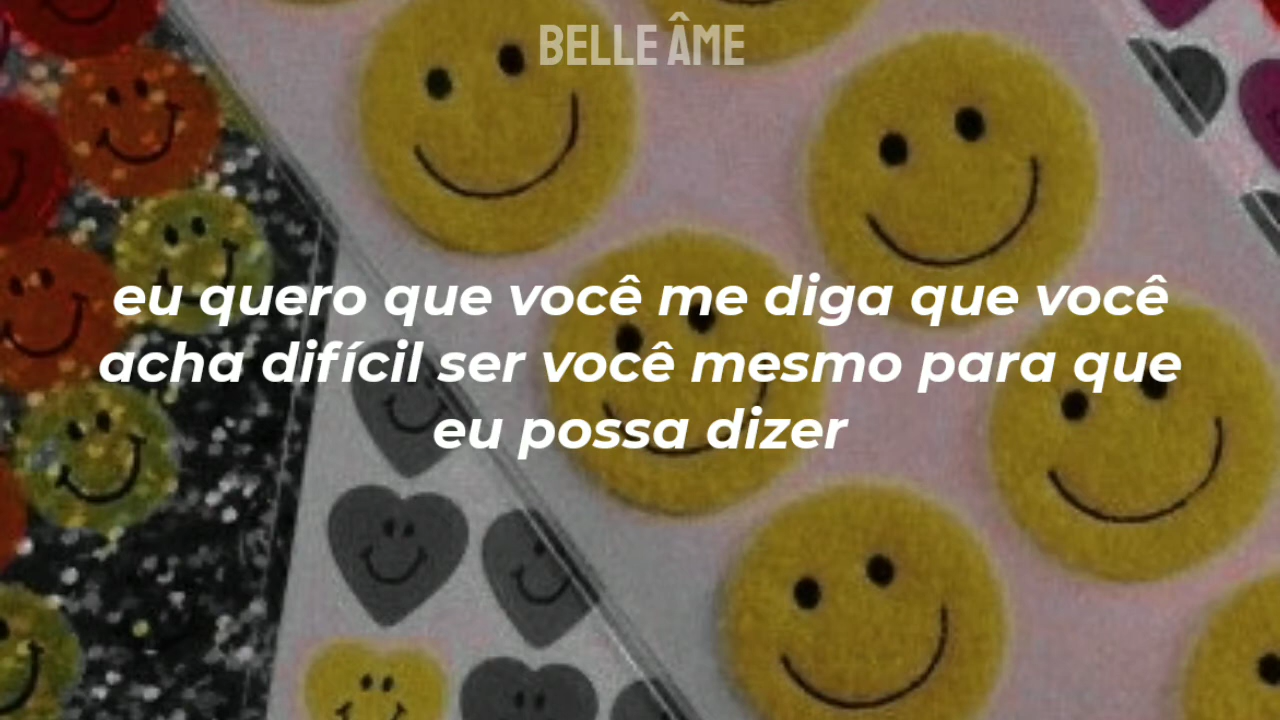 BELLE ÂME
eu quero que você me diga que você
acha difícil ser você mesmo para que
eu possa dizer